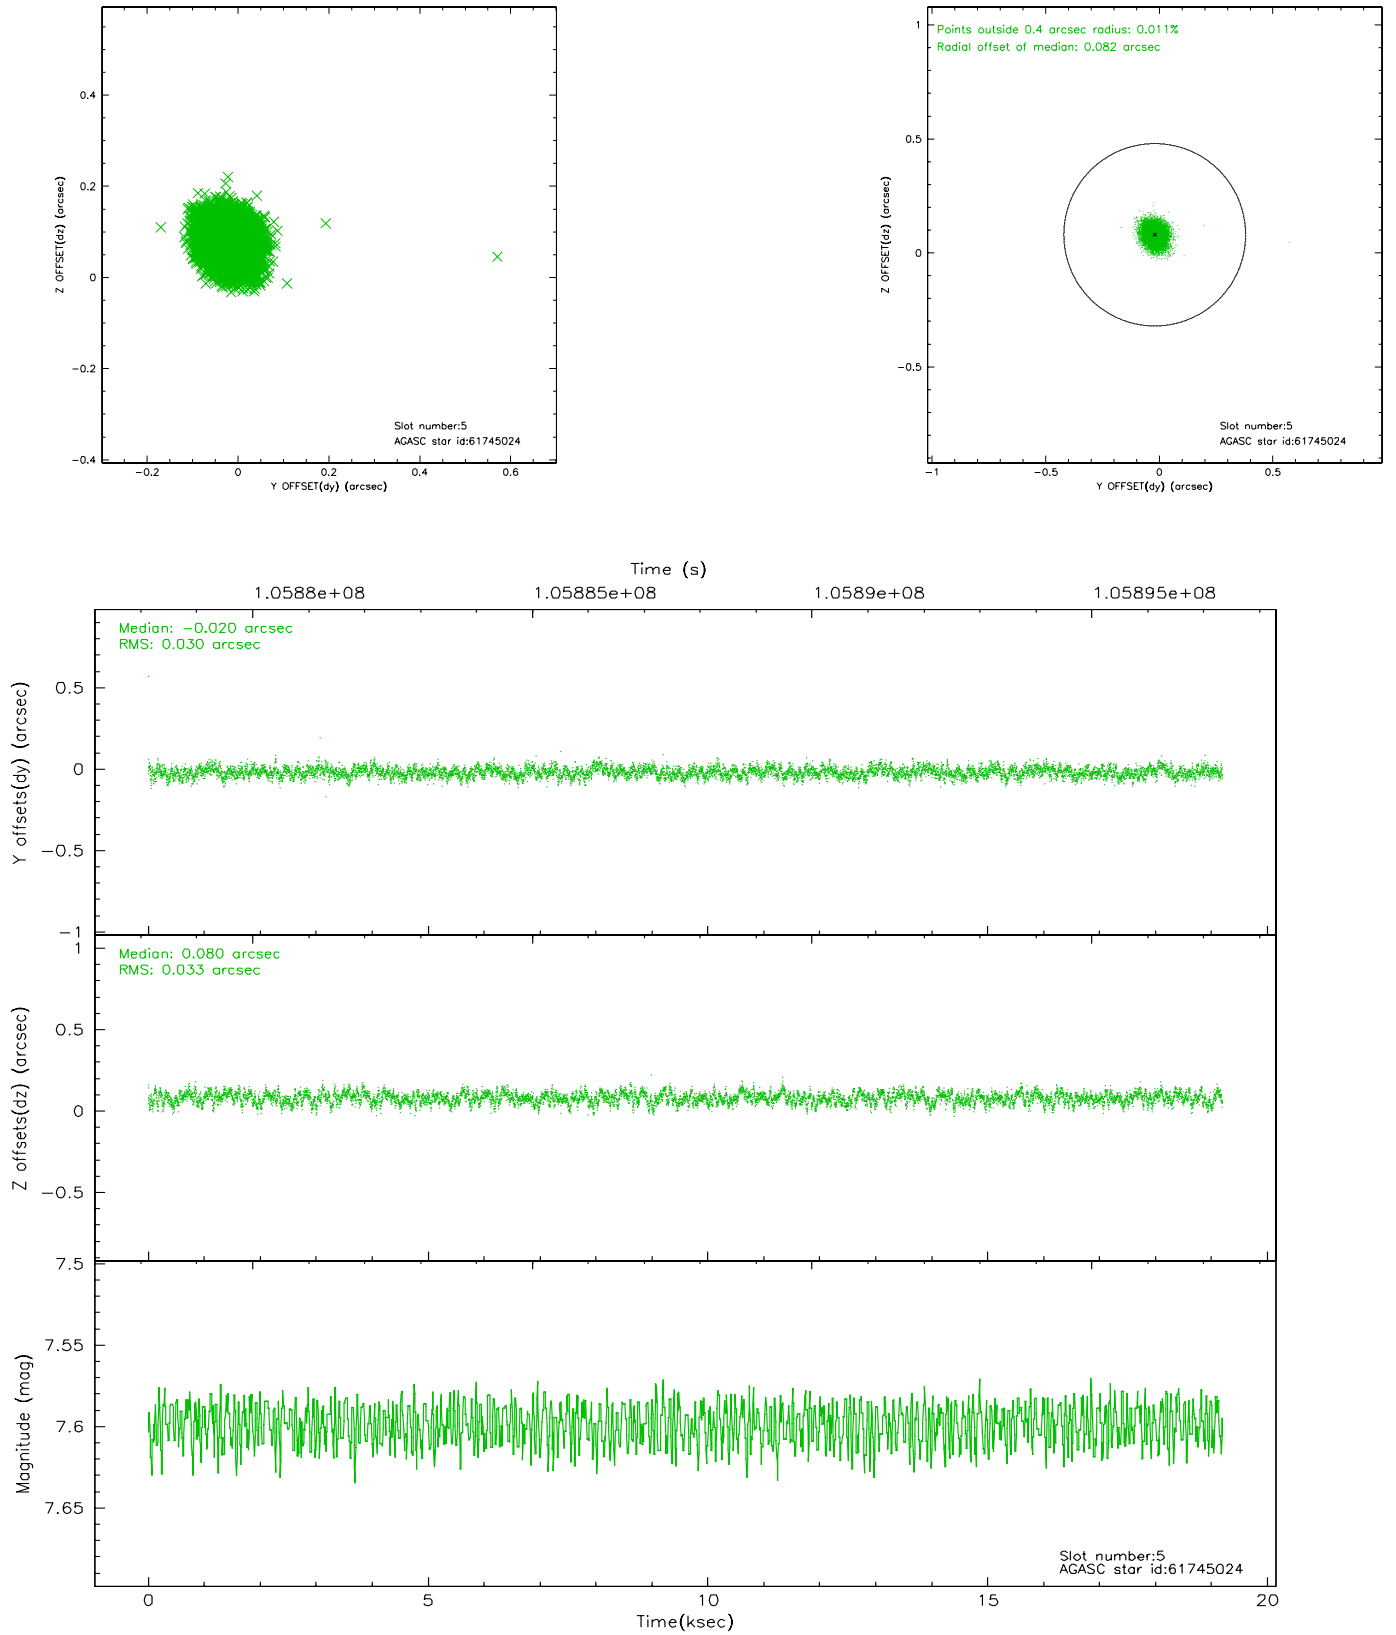 0.4
0.2
0
−0.2
−0.4
Z OFFSET(dz) (arcsec)
−0.2
0
0.2
0.4
0.6
Y OFFSET(dy) (arcsec)
Slot number:5
AGASC star id:61745024
Points outside 0.4 arcsec radius: 0.011%
Radial offset of median: 0.082 arcsec
1
0.5
0
−0.5
−1
Z OFFSET(dz) (arcsec)
−1
−0.5
0
0.5
Y OFFSET(dy) (arcsec)
Slot number:5
AGASC star id:61745024
Time (s)
1.0588e+08
1.05885e+08
1.0589e+08
1.05895e+08
Median: −0.020 arcsec
RMS: 0.030 arcsec
0.5
0
−0.5
−1
Y offsets(dy) (arcsec)
Median: 0.080 arcsec
RMS: 0.033 arcsec
1
0.5
0
−0.5
Z offsets(dz) (arcsec)
7.5
7.55
7.6
7.65
Magnitude (mag)
Slot number:5
AGASC star id:61745024
0
5
10
15
20
Time(ksec)